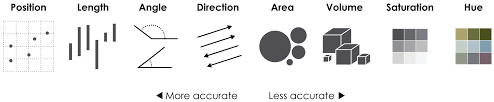 Position Length Angle Direction Area Volume Saturation Hue
◀ More accurate Less accurate ▶